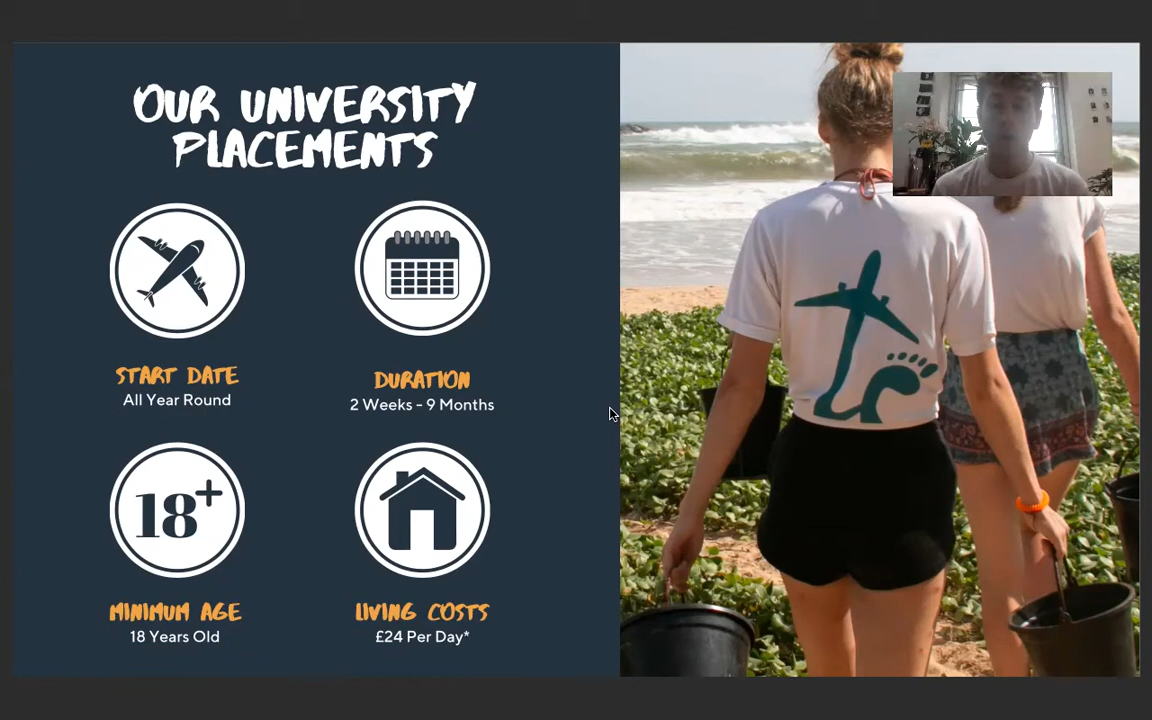 OUR UNIVERSITY
PLACEMENTS
START DATE
All Year Round
DURATION
2 Weeks - 9 Months
18+
MINIMUM AGE
18 Years Old
LIVING COSTS
£24 Per Day*